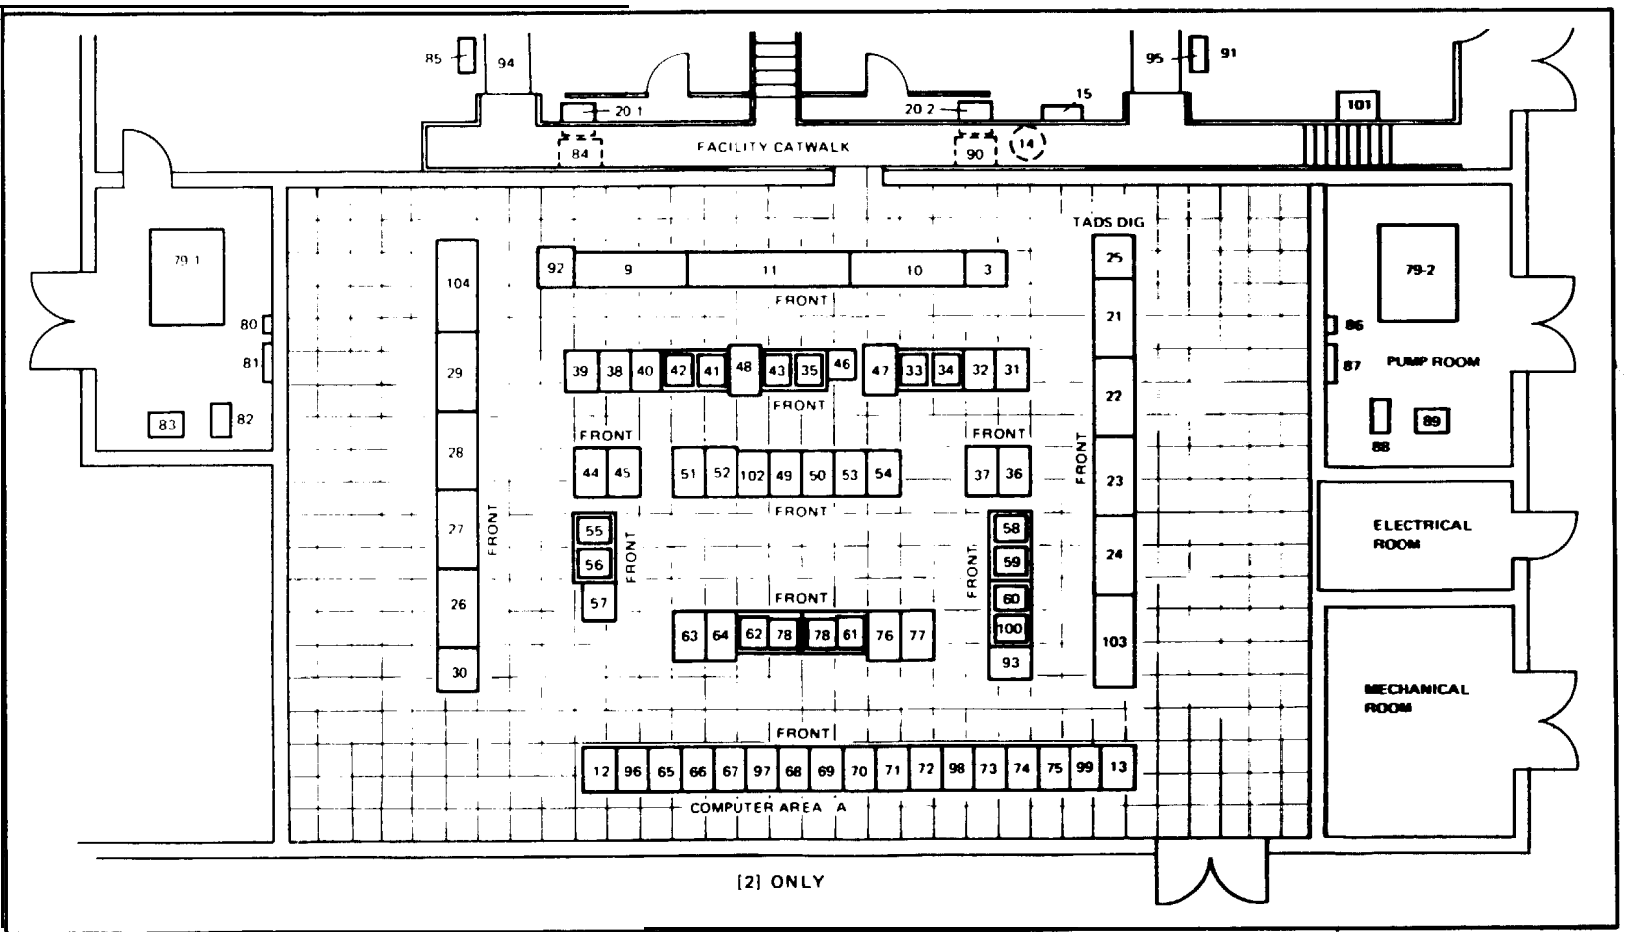 85 94 95 91
20 1 20 2 15 101
84 FACILITY CATWALK 90 14
TADS DIG
79-1 104 92 9 11 10 3 25 79-2
FRONT
80 21 86
81 29 39 38 40 42 41 48 43 35 46 47 33 34 32 31 87 PUMP ROOM
FRONT 22
83 82 88 89
FRONT FRONT FRONT
28 44 45 51 52 102 49 50 53 54 37 36 23
FRONT
27 FRONT 55 FRONT 58 ELECTRICAL
ROOM
56 FRONT 59 24
26 57 FRONT 60
63 64 62 78 78 61 76 77 100 103
30 93 MECHANICAL
ROOM
FRONT
12 96 65 66 67 97 68 69 70 71 72 98 73 74 75 99 13
COMPUTER AREA A
[2] ONLY